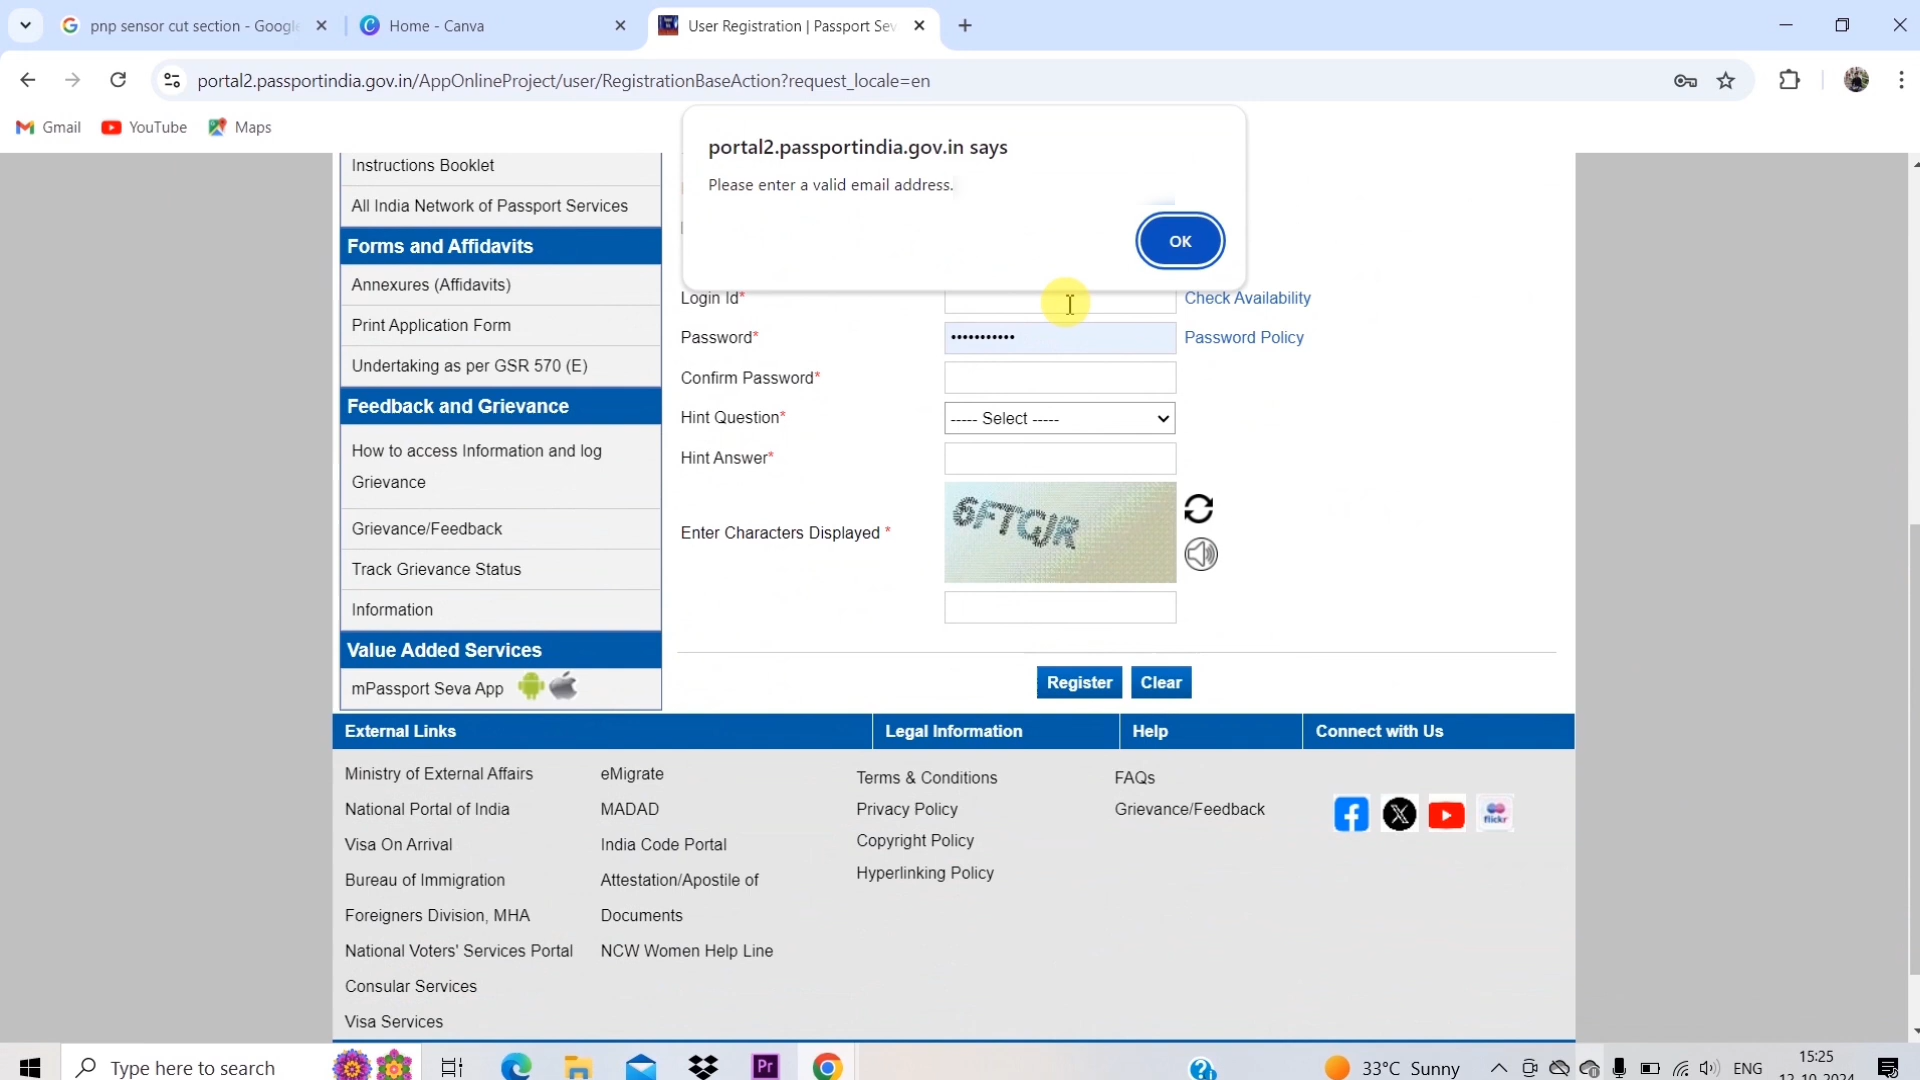 pnp sensor cut section - Googl
Home - Canva
User Registration | Passport Sev
portal2.passportindia.gov.in/AppOnlineProject/user/RegistrationBaseAction?request_locale=en
Gmail
YouTube
Maps
portal2.passportindia.gov.in says
Please enter a valid email address.
OK
Instructions Booklet
All India Network of Passport Services
Forms and Affidavits
Annexures (Affidavits)
Print Application Form
Undertaking as per GSR 570 (E)
Feedback and Grievance
How to access Information and log
Grievance
Grievance/Feedback
Track Grievance Status
Information
Value Added Services
mPassport Seva App
Login Id*
Check Availability
Password*
Password Policy
Confirm Password*
Hint Question*
----- Select -----
Hint Answer*
Enter Characters Displayed *
6FTGJR
Register
Clear
External Links
Legal Information
Help
Connect with Us
Ministry of External Affairs
National Portal of India
Visa On Arrival
Bureau of Immigration
Foreigners Division, MHA
National Voters' Services Portal
Consular Services
Visa Services
eMigrate
MADAD
India Code Portal
Attestation/Apostile of
Documents
NCW Women Help Line
Terms & Conditions
Privacy Policy
Copyright Policy
Hyperlinking Policy
FAQs
Grievance/Feedback
flickr
Type here to search
Pr
33°C Sunny
ENG
15:25
12-10-2024